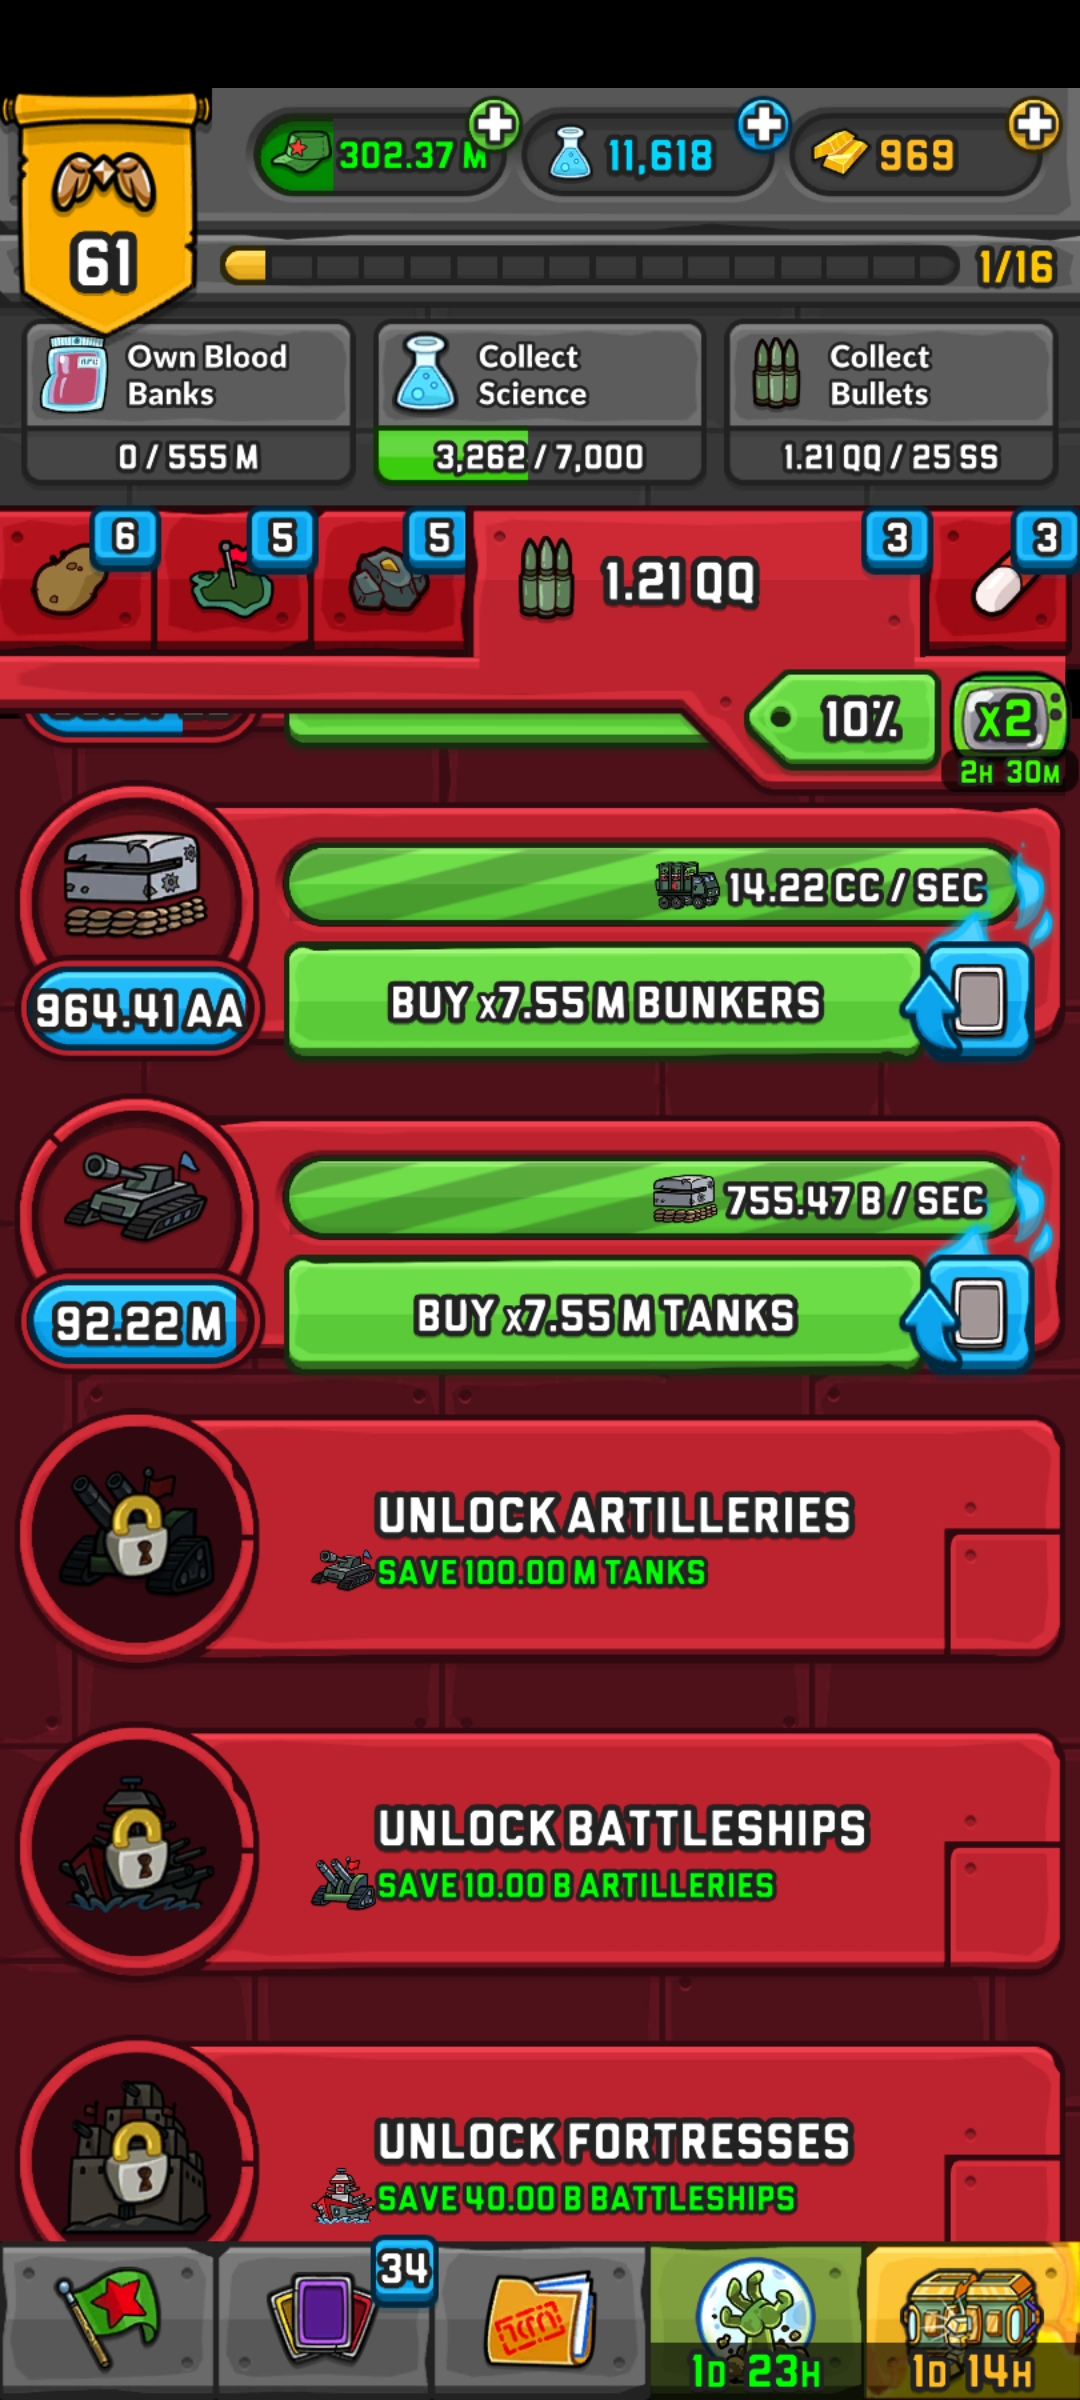 302.37 M
11,618
969
61
1/16
Own Blood
Banks
0 / 555 M
Collect
Science
3,262 / 7,000
Collect
Bullets
1.21 QQ / 25 SS
6
5
5
1.21 QQ
3
3
10%
x2
2H 30M
14.22 CC / SEC
964.41 AA
BUY x7.55 M BUNKERS
755.47 B / SEC
92.22 M
BUY x7.55 M TANKS
UNLOCK ARTILLERIES
SAVE 100.00 M TANKS
UNLOCK BATTLESHIPS
SAVE 10.00 B ARTILLERIES
UNLOCK FORTRESSES
SAVE 40.00 B BATTLESHIPS
34
1D 23H
1D 14H